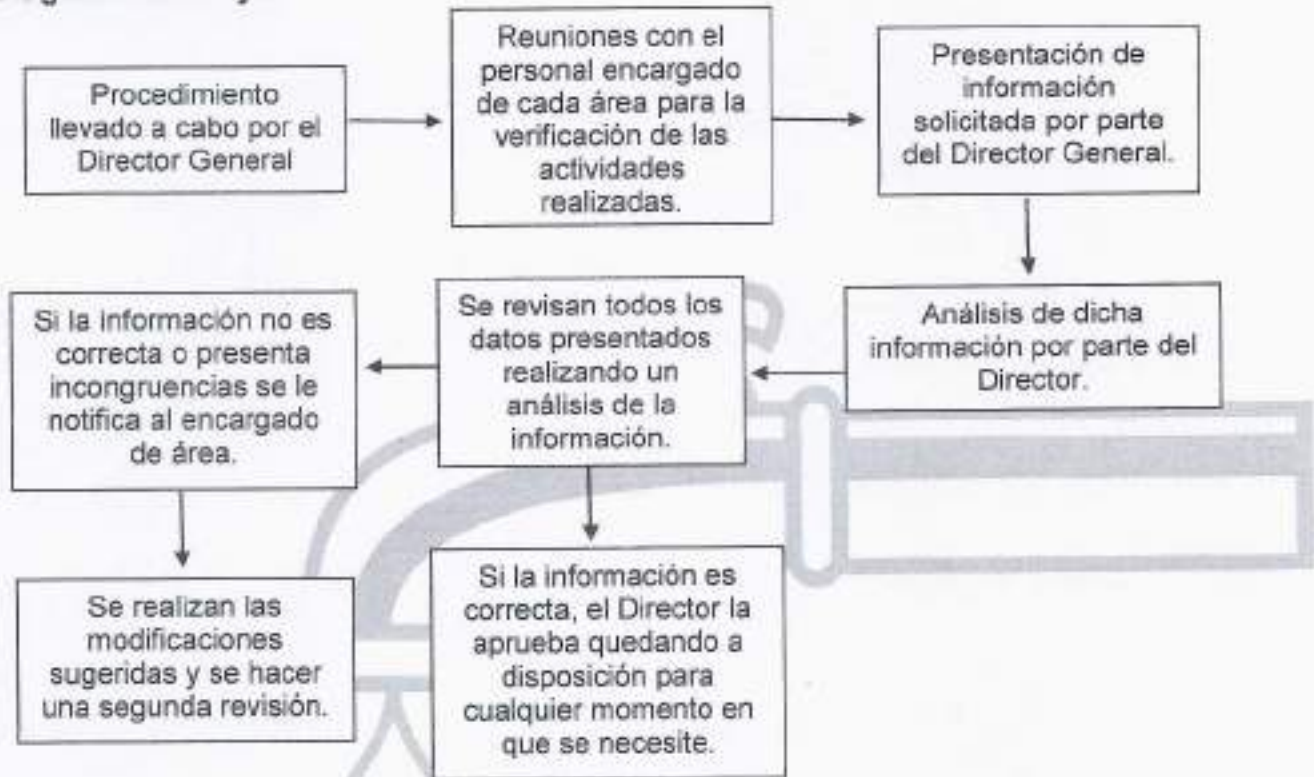 Procedimiento
llevado a cabo por el
Director General
Reuniones con el
personal encargado
de cada área para la
verificación de las
actividades
realizadas.
Presentación de
información
solicitada por parte
del Director General.
Análisis de dicha
información por parte del
Director.
Se revisan todos los
datos presentados
realizando un
análisis de la
información.
Si la información no es
correcta o presenta
incongruencias se le
notifica al encargado
de área.
Se realizan las
modificaciones
sugeridas y se hacer
una segunda revisión.
Si la información es
correcta, el Director la
aprueba quedando a
disposición para
cualquier momento en
que se necesite.